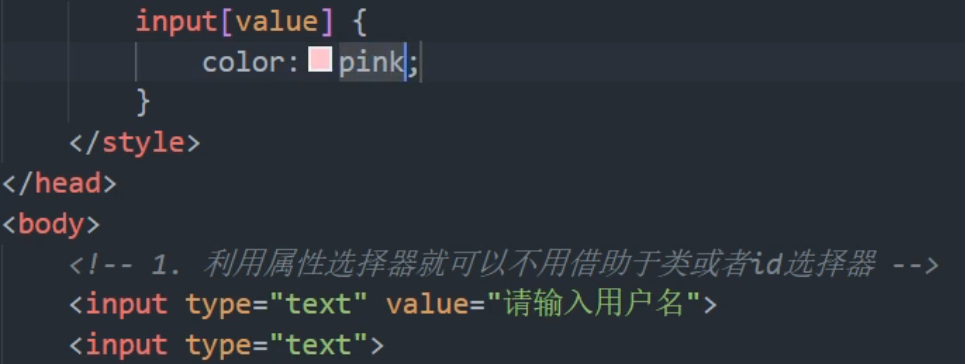 input[value] {
color: pink;
}
</style>
</head>
<body>
<!-- 1. 利用属性选择器就可以不用借助于类或者id选择器 -->
<input type="text" value="请输入用户名">
<input type="text">